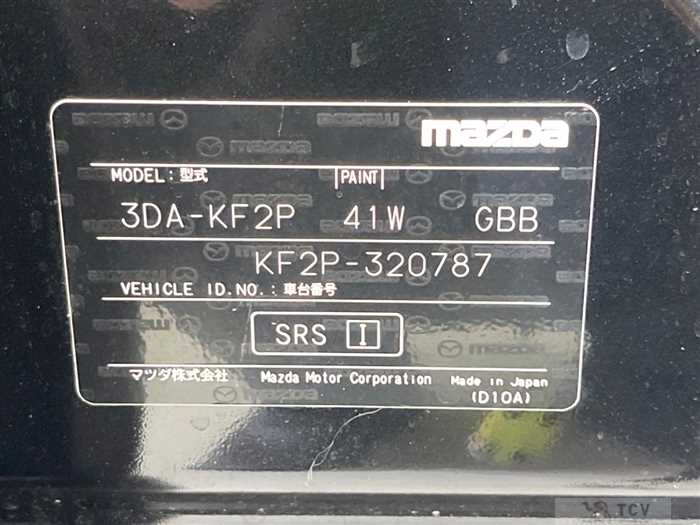 mazda
MODEL: 型式 |PAINT|
3DA-KF2P 41W GBB
KF2P-320787
VEHICLE ID.NO.: 車台番号
SRS I
マツダ株式会社 Mazda Motor Corporation Made in Japan
(D10A)
TCV